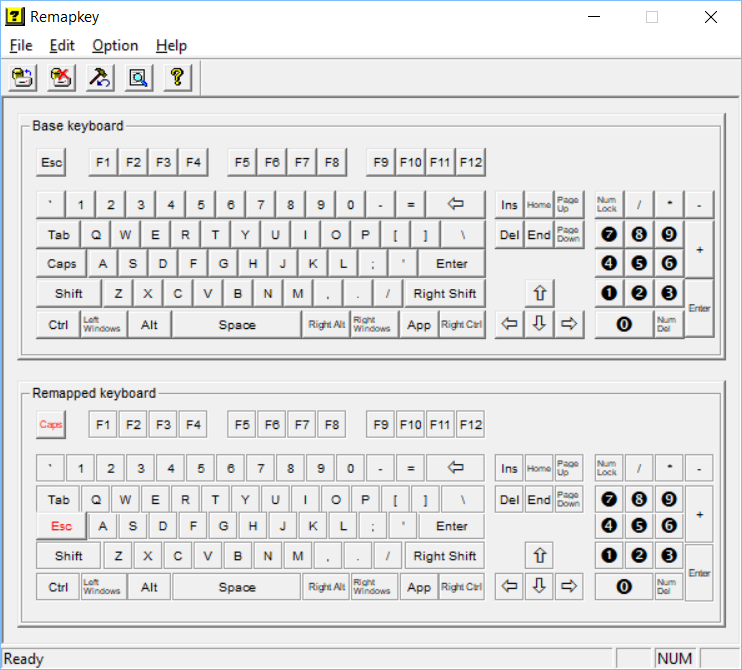 Remapkey
File Edit Option Help
Base keyboard
Esc F1 F2 F3 F4 F5 F6 F7 F8 F9 F10 F11 F12
` 1 2 3 4 5 6 7 8 9 0 - = Ins Home Page Up Num Lock / * -
Tab Q W E R T Y U I O P [ ] \ Del End Page Down 7 8 9 +
Caps A S D F G H J K L ; ' Enter 4 5 6
Shift Z X C V B N M , . / Right Shift 1 2 3 Enter
Ctrl Left Windows Alt Space Right Alt Right Windows App Right Ctrl 0 Num Del
Remapped keyboard
Caps F1 F2 F3 F4 F5 F6 F7 F8 F9 F10 F11 F12
` 1 2 3 4 5 6 7 8 9 0 - = Ins Home Page Up Num Lock / * -
Tab Q W E R T Y U I O P [ ] \ Del End Page Down 7 8 9 +
Esc A S D F G H J K L ; ' Enter 4 5 6
Shift Z X C V B N M , . / Right Shift 1 2 3 Enter
Ctrl Left Windows Alt Space Right Alt Right Windows App Right Ctrl 0 Num Del
Ready NUM